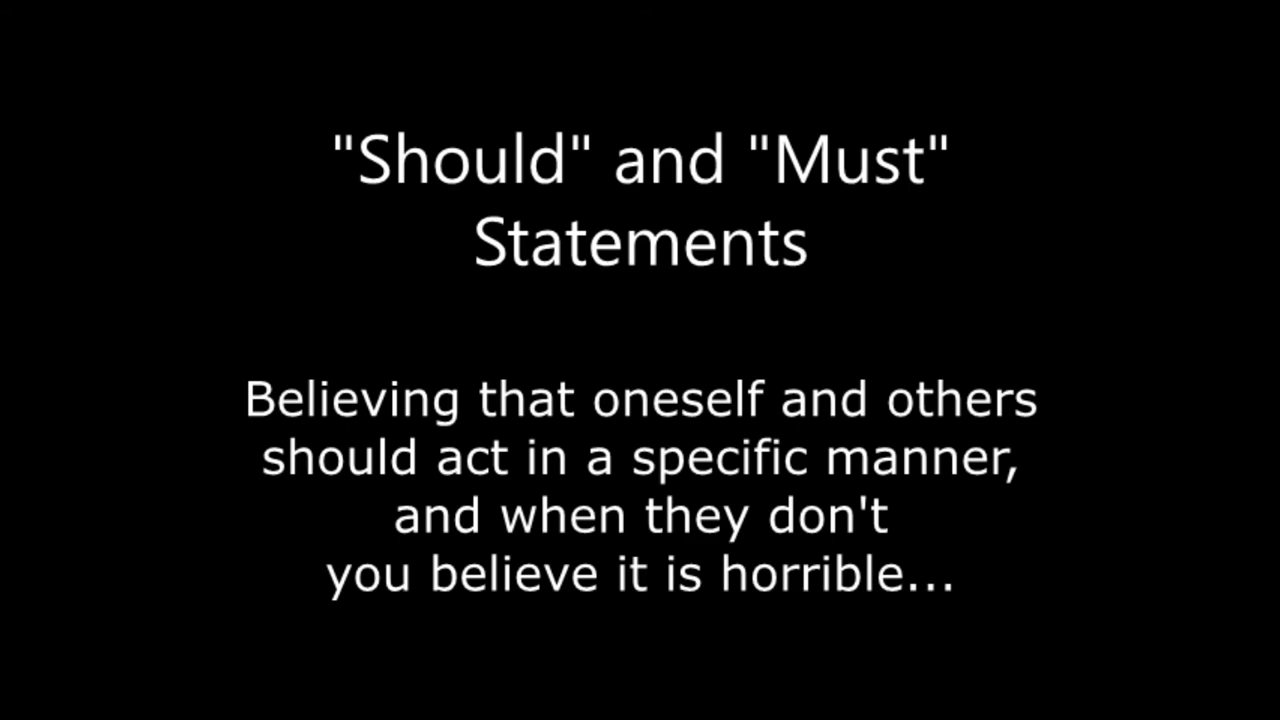 "Should" and "Must"
Statements
Believing that oneself and others
should act in a specific manner,
and when they don't
you believe it is horrible...